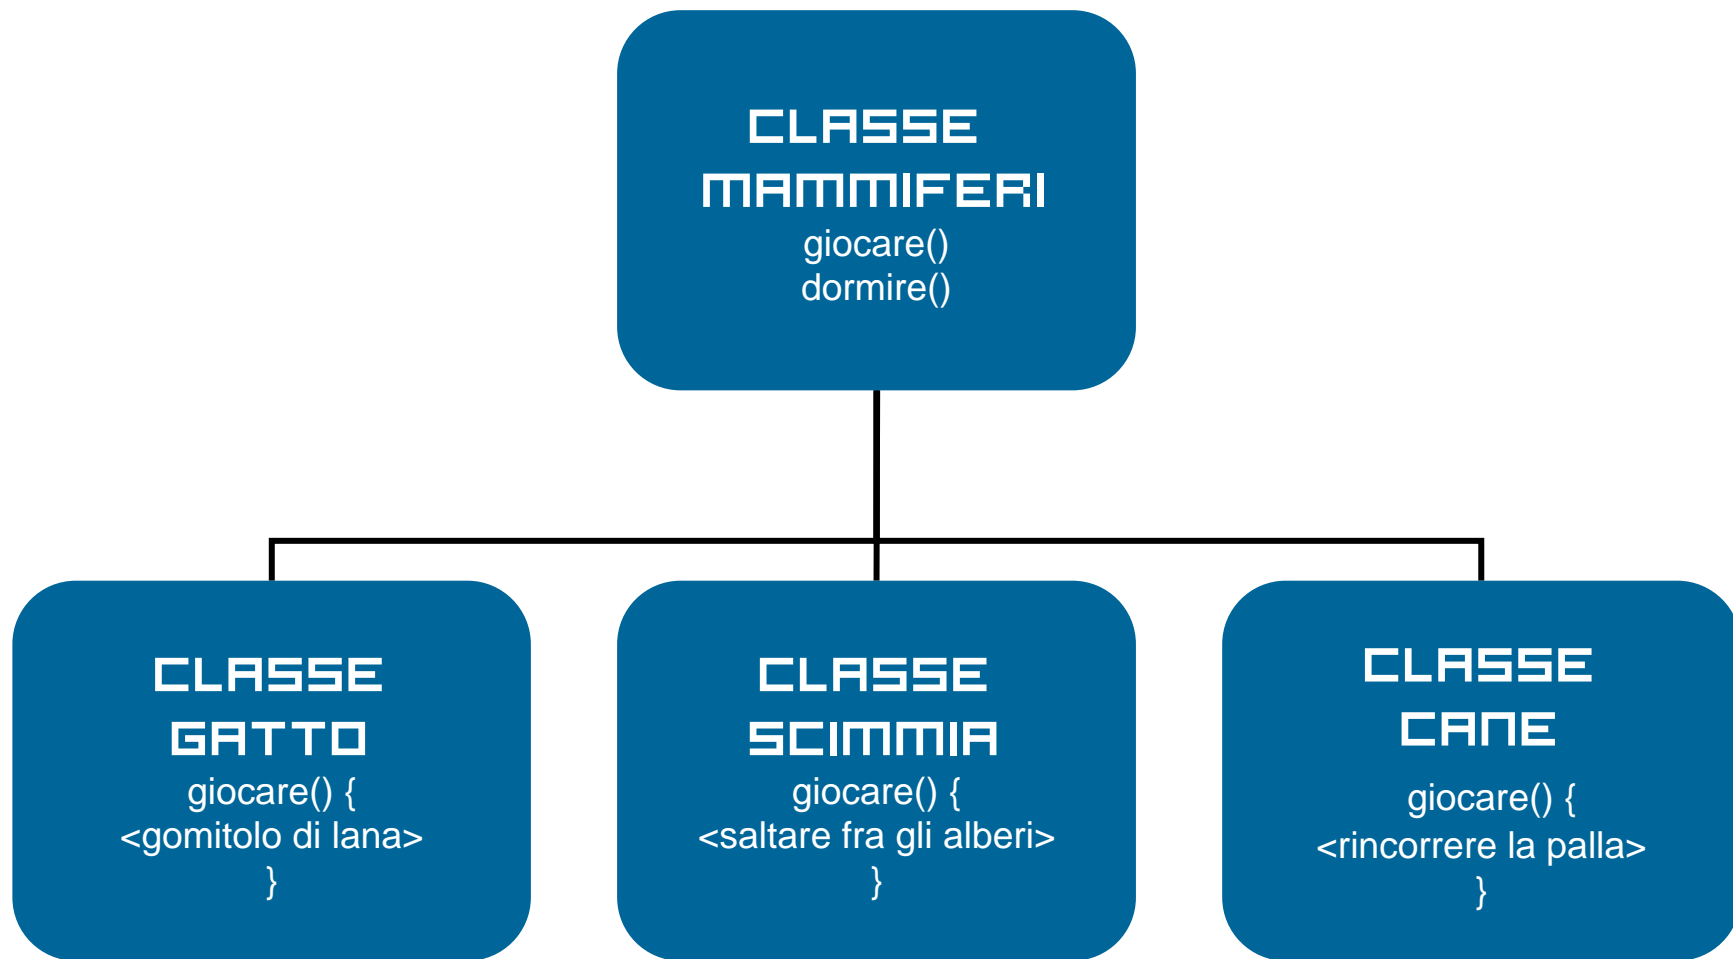 CLASSE
MAMMIFERI
giocare()
dormire()
CLASSE
GATTO
giocare() {
<gomitolo di lana>
}
CLASSE
SCIMMIA
giocare() {
<saltare fra gli alberi>
}
CLASSE
CANE
giocare() {
<rincorrere la palla>
}